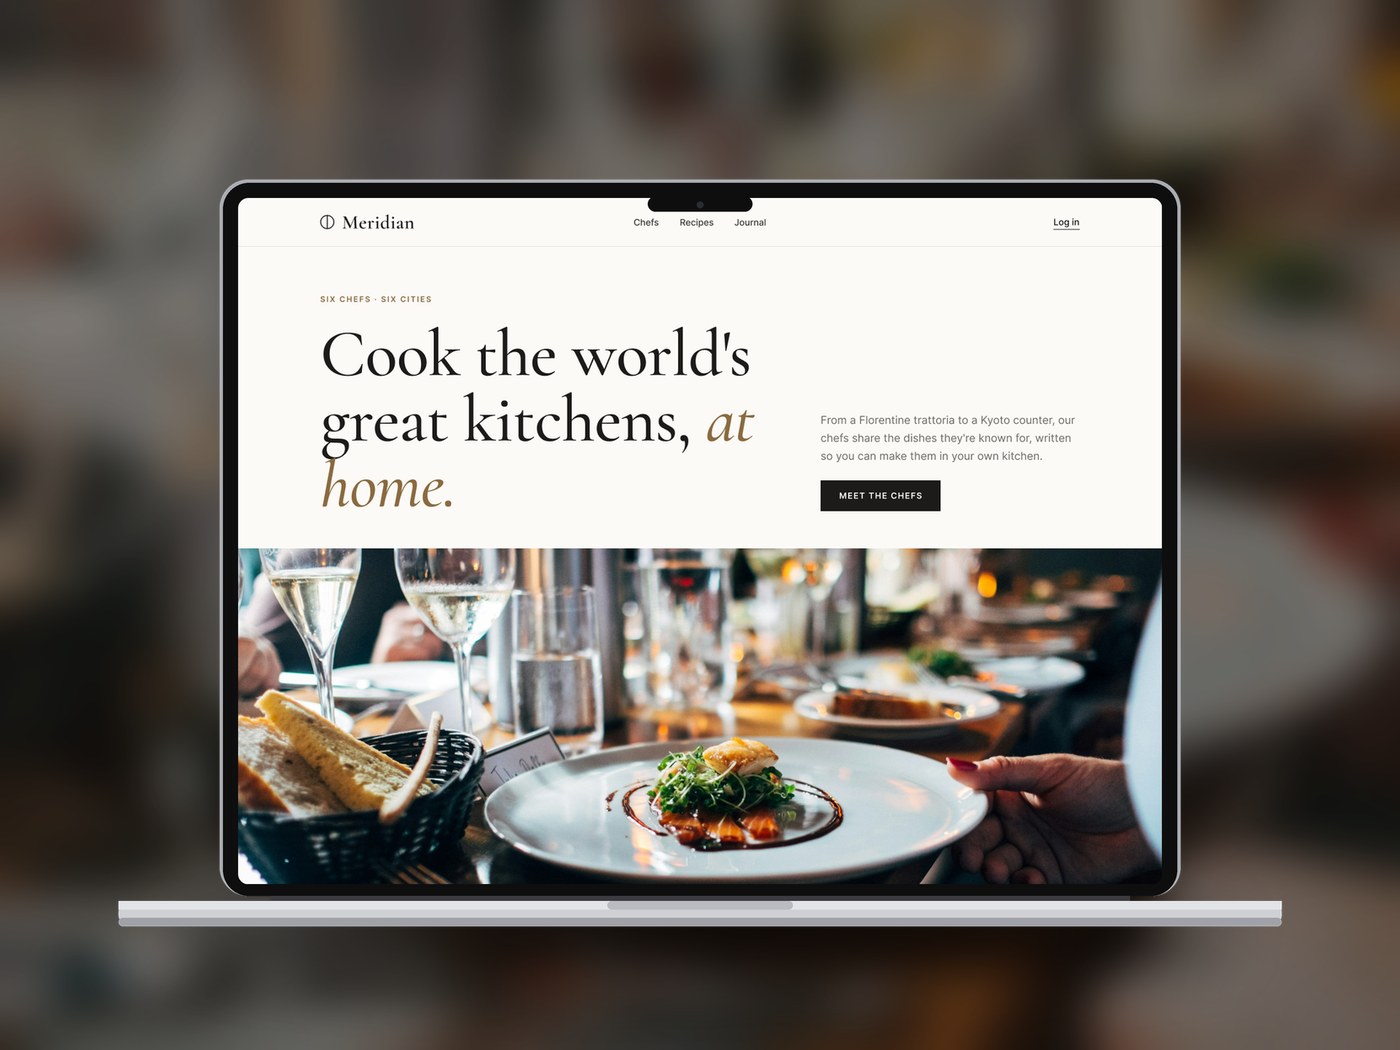 Meridian
Chefs Recipes Journal
Log in
SIX CHEFS · SIX CITIES
Cook the world's
great kitchens, at
home.
From a Florentine trattoria to a Kyoto counter, our
chefs share the dishes they're known for, written
so you can make them in your own kitchen.
MEET THE CHEFS